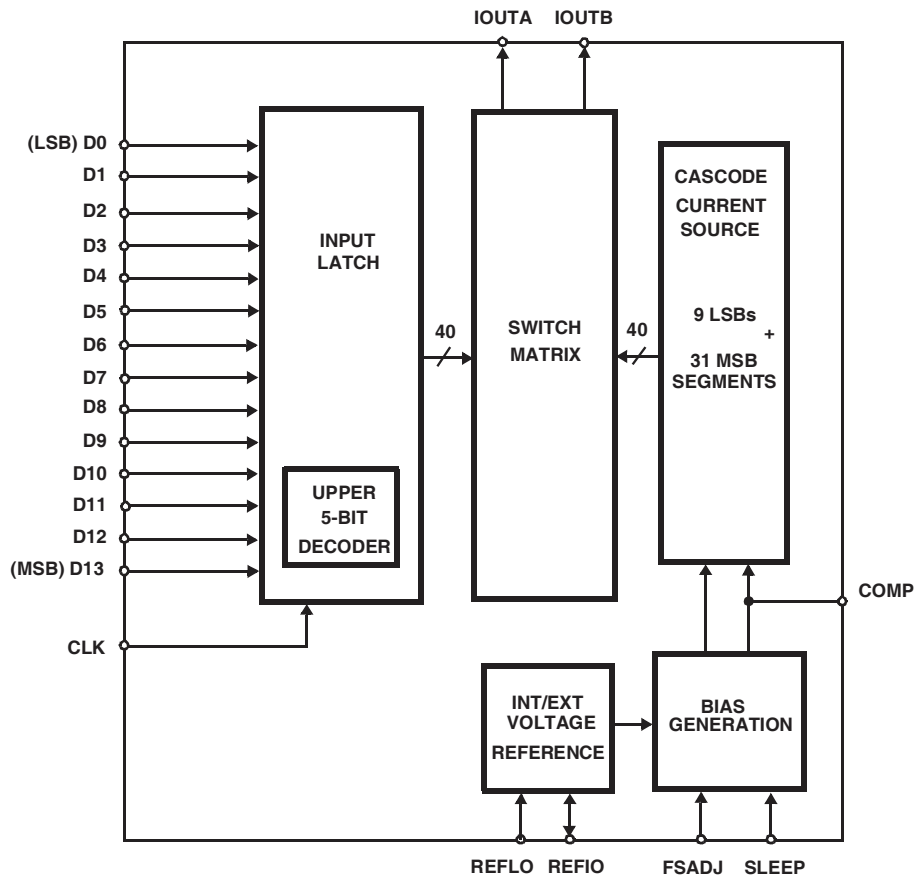 IOUTA IOUTB
(LSB) D0
D1
D2
D3
D4
D5
D6
D7
D8
D9
D10
D11
D12
(MSB) D13
CLK
INPUT
LATCH
UPPER
5-BIT
DECODER
40
SWITCH
MATRIX
40
CASCODE
CURRENT
SOURCE
9 LSBs
+
31 MSB
SEGMENTS
COMP
INT/EXT
VOLTAGE
REFERENCE
BIAS
GENERATION
REFLO REFIO FSADJ SLEEP